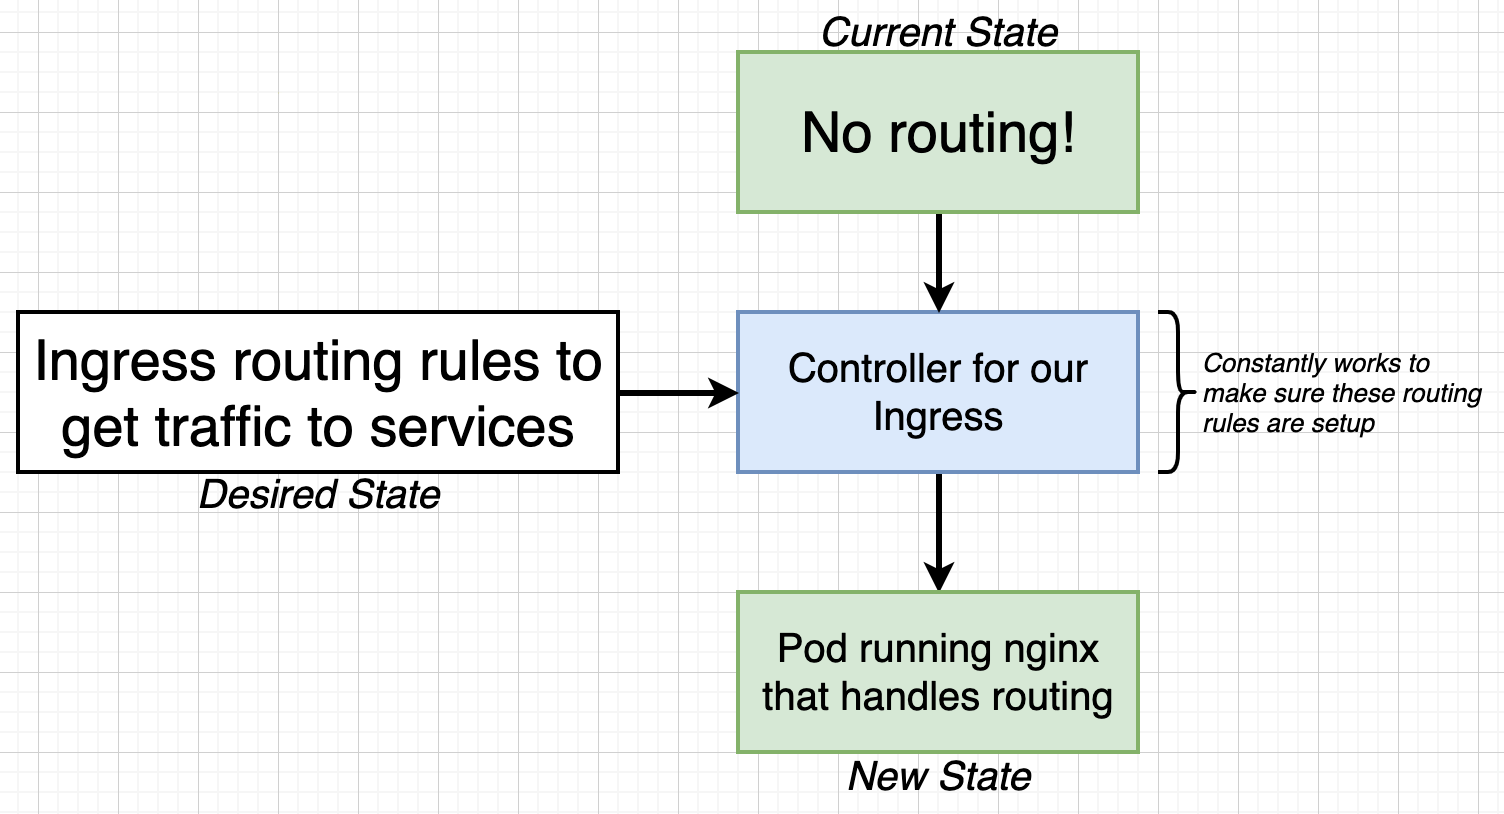 Current State
No routing!
Ingress routing rules to
get traffic to services
Desired State
Controller for our
Ingress
Constantly works to
make sure these routing
rules are setup
Pod running nginx
that handles routing
New State